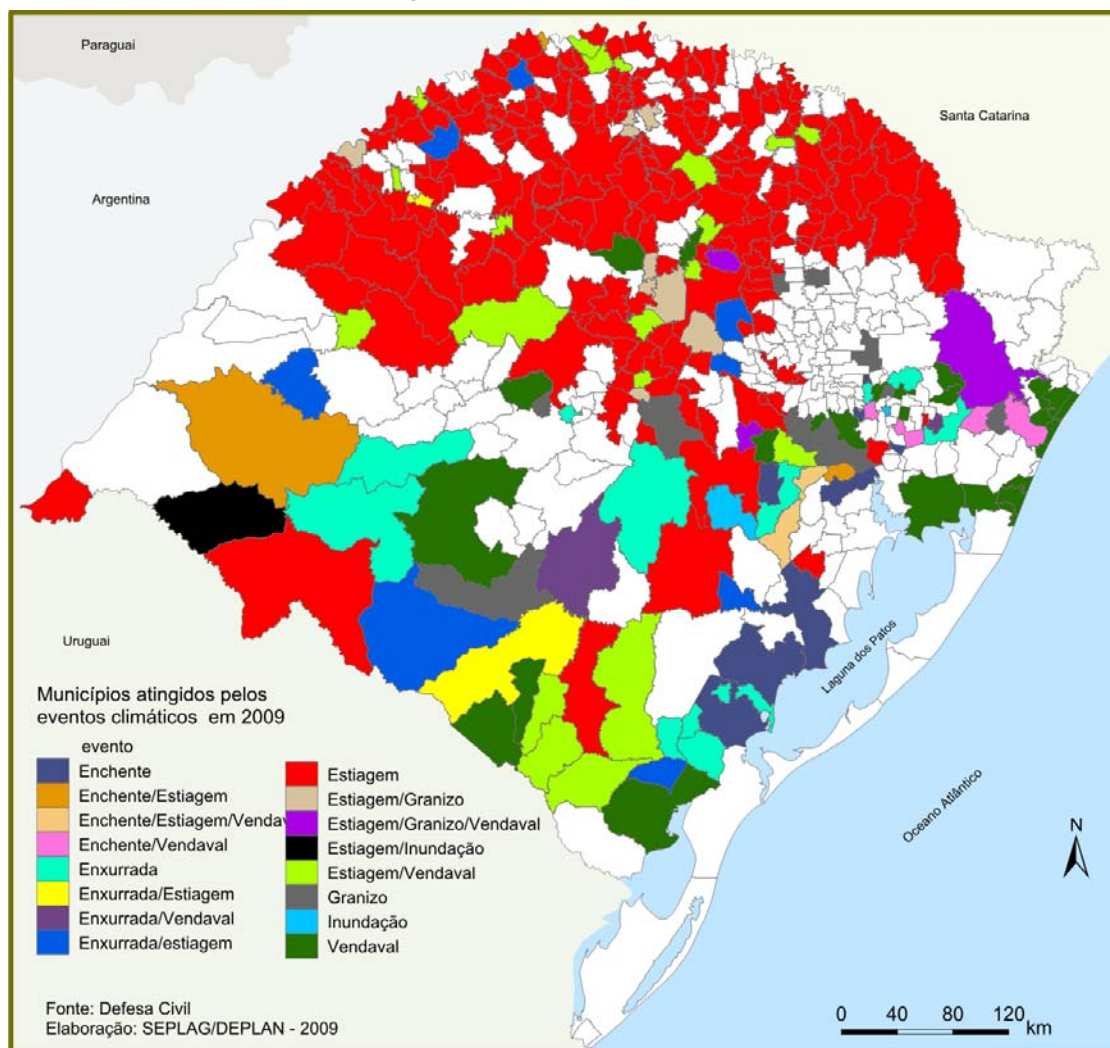 Paraguai
Santa Catarina
Argentina
Uruguai
Laguna dos Patos
Oceano Atlântico
N
Municípios atingidos pelos
eventos climáticos em 2009
evento
Enchente
Enchente/Estiagem
Enchente/Estiagem/Vendav
Enchente/Vendaval
Enxurrada
Enxurrada/Estiagem
Enxurrada/Vendaval
Enxurrada/estiagem
Estiagem
Estiagem/Granizo
Estiagem/Granizo/Vendaval
Estiagem/Inundação
Estiagem/Vendaval
Granizo
Inundação
Vendaval
Fonte: Defesa Civil
Elaboração: SEPLAG/DEPLAN - 2009
0 40 80 120
km